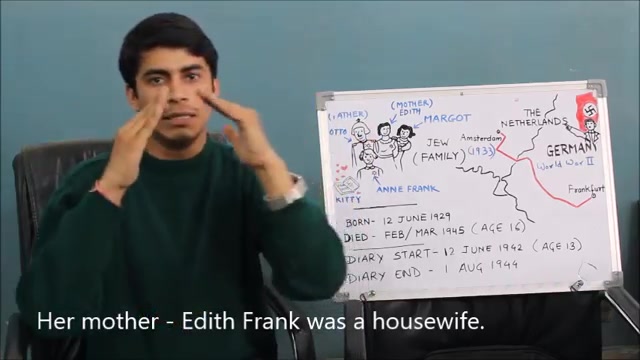 (FATHER)
OTTO
(MOTHER)
EDITH
MARGOT
JEW
(FAMILY)
ANNE FRANK
KITTY
THE
NETHERLANDS
Amsterdam
(1933)
GERMANY
World War II
Frankfurt
BORN- 12 JUNE 1929
DIED - FEB/MAR 1945 (AGE 16)
DIARY START - 12 JUNE 1942 (AGE 13)
DIARY END - 1 AUG 1944
Her mother - Edith Frank was a housewife.